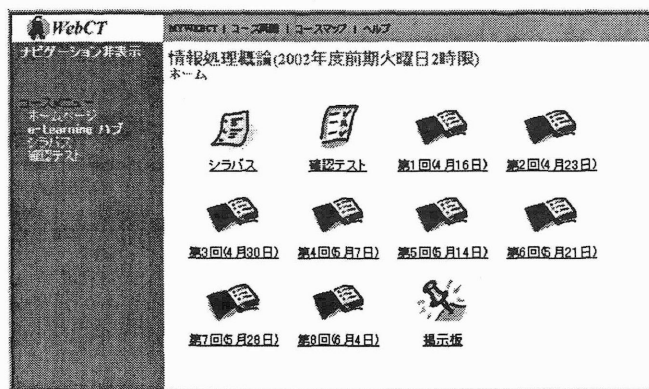 WebCT
MYWEBCT | コース再開 | コースマップ | ヘルプ
ナビゲーション非表示
情報処理概論(2002年度前期火曜日2時限)
ホーム
コースメニュー
ホームページ
e-Learning ハブ
シラバス
確認テスト
シラバス 確認テスト 第1回(4月16日) 第2回(4月23日)
第3回(4月30日) 第4回(5月7日) 第5回(5月14日) 第6回(5月21日)
第7回(5月28日) 第8回(6月4日) 掲示板